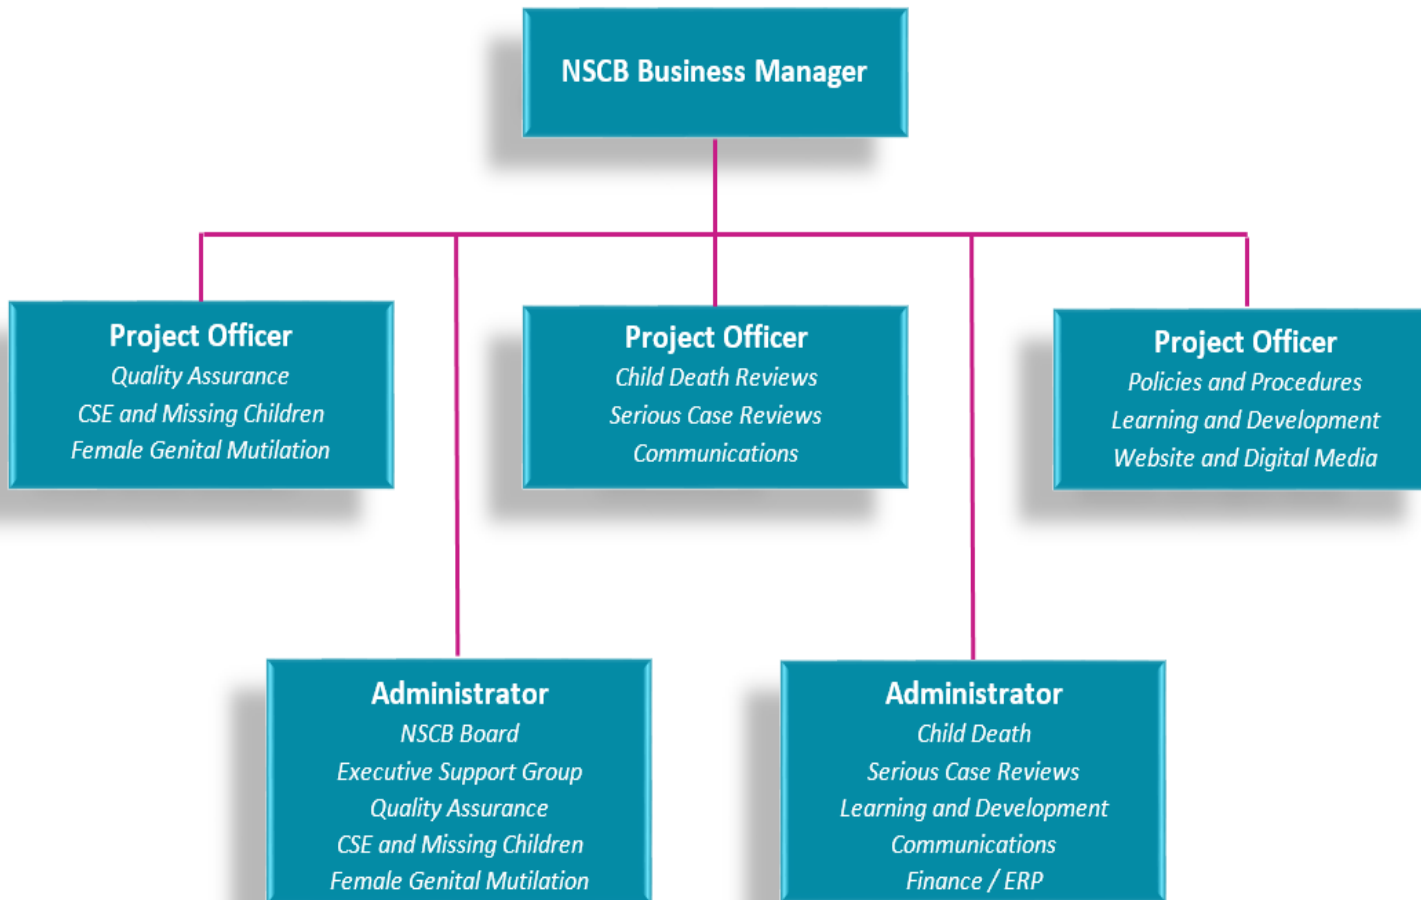 NSCB Business Manager
Project Officer
Quality Assurance
CSE and Missing Children
Female Genital Mutilation
Project Officer
Child Death Reviews
Serious Case Reviews
Communications
Project Officer
Policies and Procedures
Learning and Development
Website and Digital Media
Administrator
NSCB Board
Executive Support Group
Quality Assurance
CSE and Missing Children
Female Genital Mutilation
Administrator
Child Death
Serious Case Reviews
Learning and Development
Communications
Finance / ERP